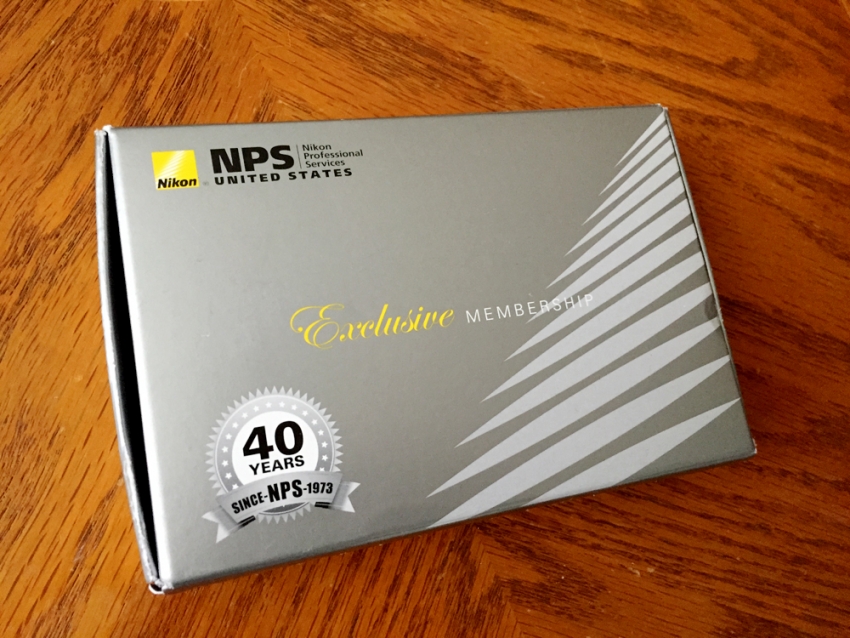 Nikon
NPS
Nikon
Professional
Services
UNITED STATES
Exclusive MEMBERSHIP
40
YEARS
SINCE-NPS-1973